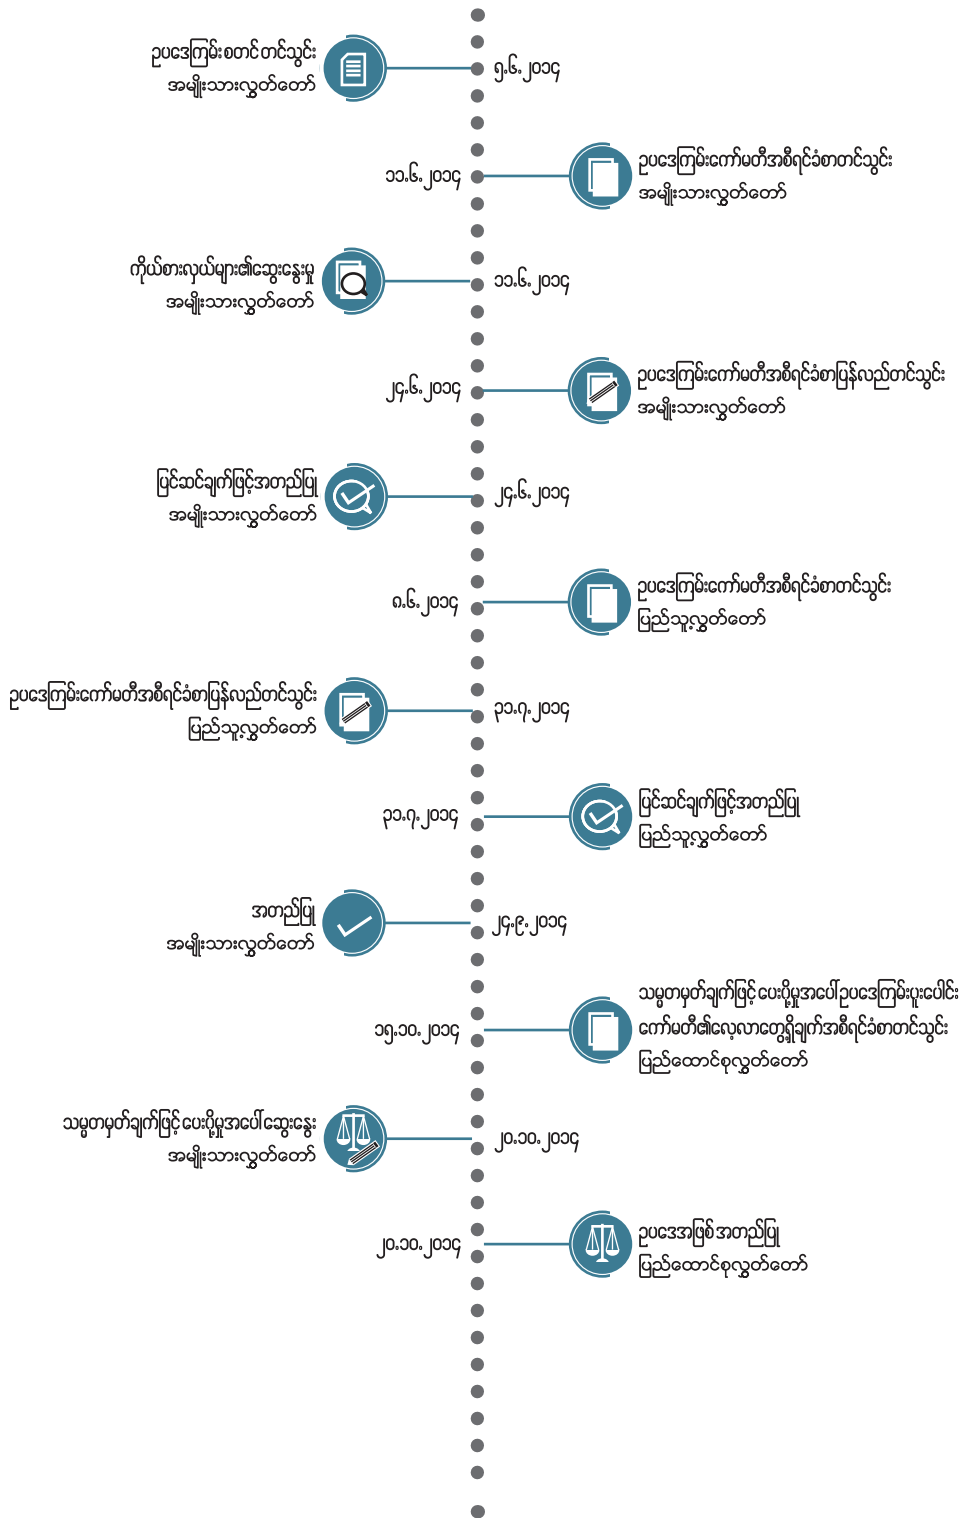 ဥပဒေကြမ်းစတင်တင်သွင်း
အမျိုးသားလွှတ်တော်
၅.၆.၂၀၁၄
၁၁.၆.၂၀၁၄
ဥပဒေကြမ်းကော်မတီအစီရင်ခံစာတင်သွင်း
အမျိုးသားလွှတ်တော်
ကိုယ်စားလှယ်များ၏ဆွေးနွေးမှု
အမျိုးသားလွှတ်တော်
၁၁.၆.၂၀၁၄
၂၄.၆.၂၀၁၄
ဥပဒေကြမ်းကော်မတီအစီရင်ခံစာပြန်လည်တင်သွင်း
အမျိုးသားလွှတ်တော်
ပြင်ဆင်ချက်ဖြင့်အတည်ပြု
အမျိုးသားလွှတ်တော်
၂၄.၆.၂၀၁၄
၈.၆.၂၀၁၄
ဥပဒေကြမ်းကော်မတီအစီရင်ခံစာတင်သွင်း
ပြည်သူ့လွှတ်တော်
ဥပဒေကြမ်းကော်မတီအစီရင်ခံစာပြန်လည်တင်သွင်း
ပြည်သူ့လွှတ်တော်
၃၁.၇.၂၀၁၄
၃၁.၇.၂၀၁၄
ပြင်ဆင်ချက်ဖြင့်အတည်ပြု
ပြည်သူ့လွှတ်တော်
အတည်ပြု
အမျိုးသားလွှတ်တော်
၂၄.၉.၂၀၁၄
၁၅.၁၀.၂၀၁၄
သမ္မတမှတ်ချက်ဖြင့် ပေးပို့မှုအပေါ် ဥပဒေကြမ်းပူးပေါင်း
ကော်မတီ၏လေ့လာတွေ့ရှိချက်အစီရင်ခံစာတင်သွင်း
ပြည်ထောင်စုလွှတ်တော်
သမ္မတမှတ်ချက်ဖြင့် ပေးပို့မှုအပေါ် ဆွေးနွေး
အမျိုးသားလွှတ်တော်
၂၀.၁၀.၂၀၁၄
၂၀.၁၀.၂၀၁၄
ဥပဒေအဖြစ် အတည်ပြု
ပြည်ထောင်စုလွှတ်တော်